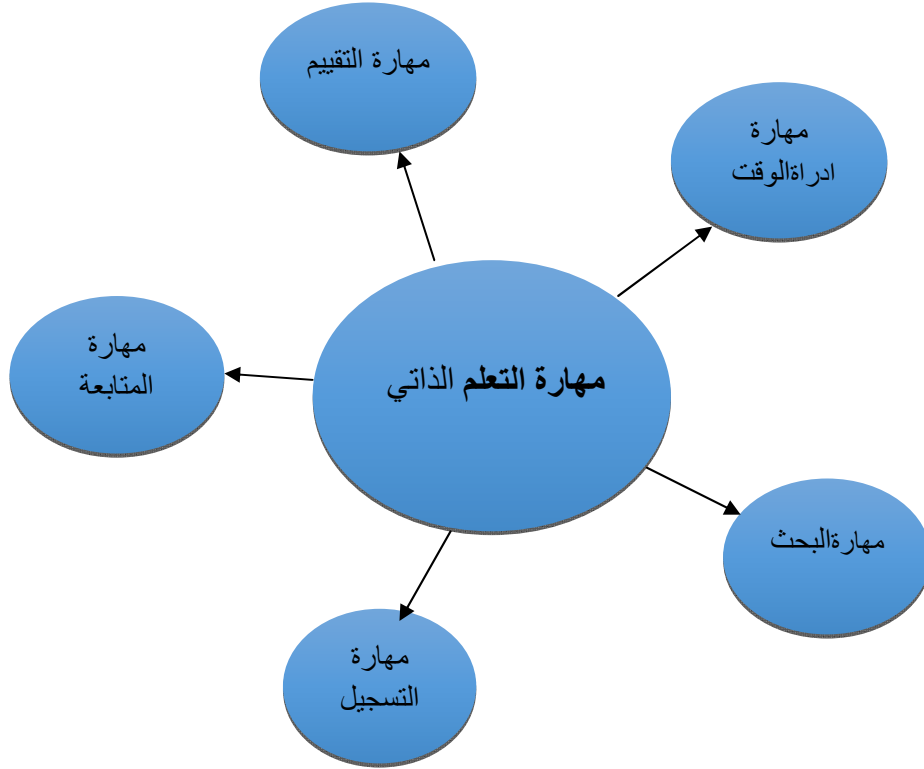 مهارة التقييم
مهارة
ادراةالوقت
مهارة التعلم الذاتي
مهارة
المتابعة
مهارةالبحث
مهارة
التسجيل